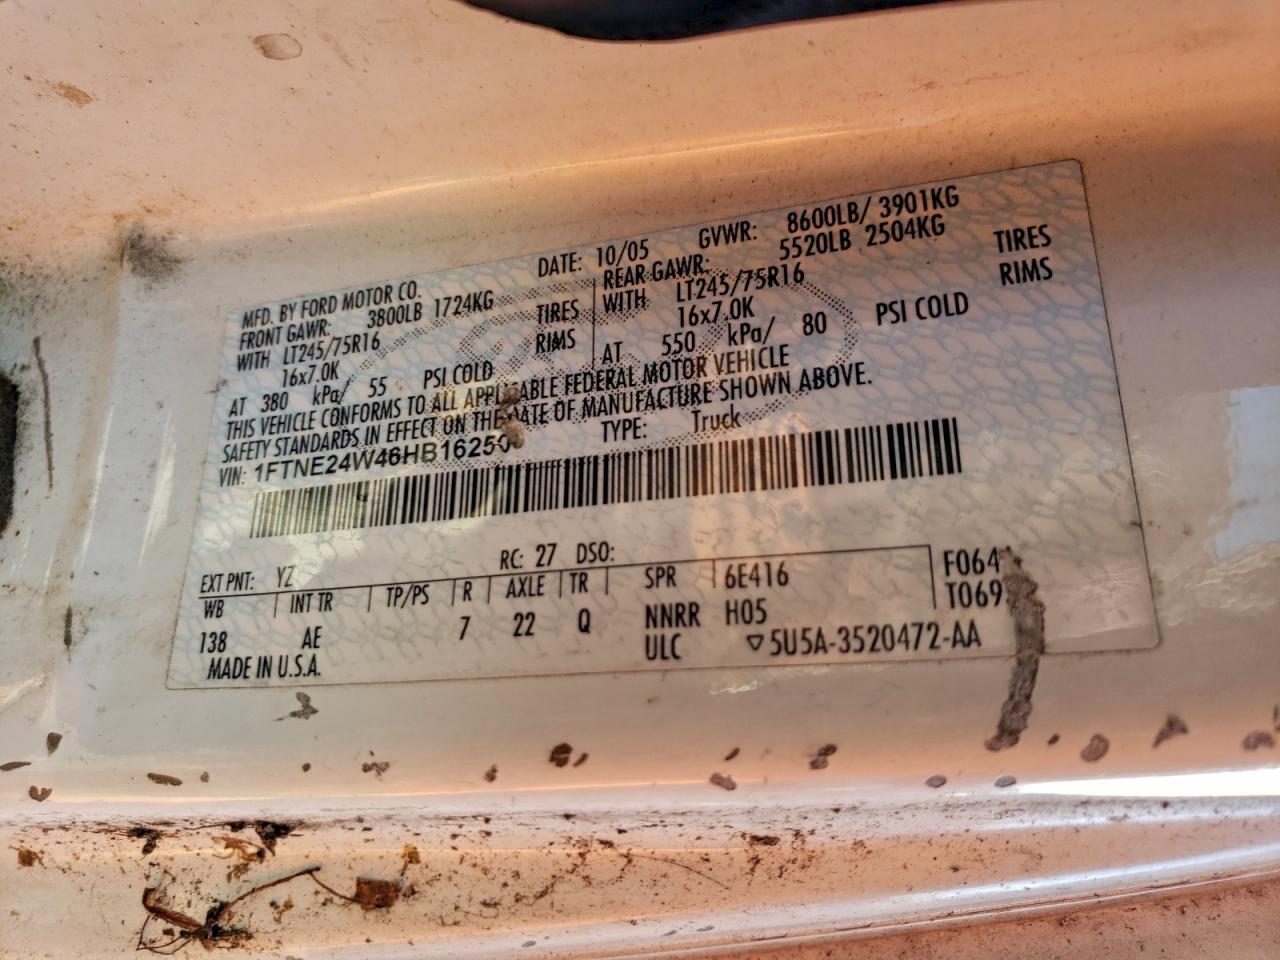 MFD. BY FORD MOTOR CO.
DATE: 10/05 GVWR: 8600LB/ 3901KG
FRONT GAWR: 3800LB 1724KG
REAR GAWR: 5520LB 2504KG
WITH LT245/75R16 TIRES
WITH LT245/75R16 TIRES
16x7.0K RIMS
16x7.0K RIMS
AT 380 kPa/ 55 PSI COLD
AT 550 kPa/ 80 PSI COLD
THIS VEHICLE CONFORMS TO ALL APPLICABLE FEDERAL MOTOR VEHICLE
SAFETY STANDARDS IN EFFECT ON THE DATE OF MANUFACTURE SHOWN ABOVE.
VIN: TYPE: Truck
EXT PNT: YZ RC: 27 DSO:
WB INT TR TP/PS R AXLE TR SPR 6E416
138 AE 7 22 Q NNRR H05
ULC ▽5U5A-3520472-AA
MADE IN U.S.A.